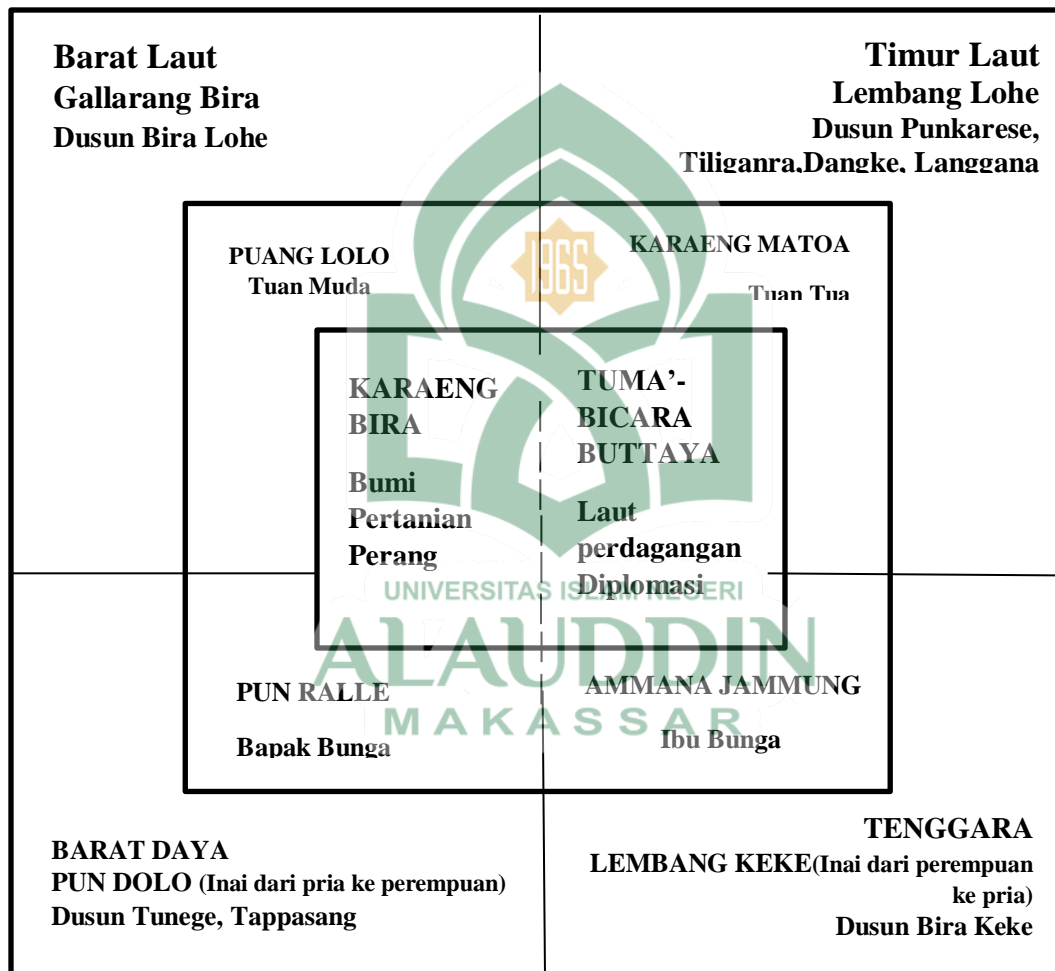 Barat Laut
Gallarang Bira
Dusun Bira Lohe
Timur Laut
Lembang Lohe
Dusun Punkarese,
Tiliganra,Dangke, Langgana
PUANG LOLO
Tuan Muda
KARAENG MATOA
Tuan Tua
1965
KARAENG
BIRA
Bumi
Pertanian
Perang
TUMA’-
BICARA
BUTTAYA
Laut
perdagangan
Diplomasi
UNIVERSITAS ISLAM NEGERI
ALAUDDIN
MAKASSAR
PUN RALLE
Bapak Bunga
AMMANA JAMMUNG
Ibu Bunga
BARAT DAYA
PUN DOLO (Inai dari pria ke perempuan)
Dusun Tunege, Tappasang
TENGGARA
LEMBANG KEKE(Inai dari perempuan
ke pria)
Dusun Bira Keke